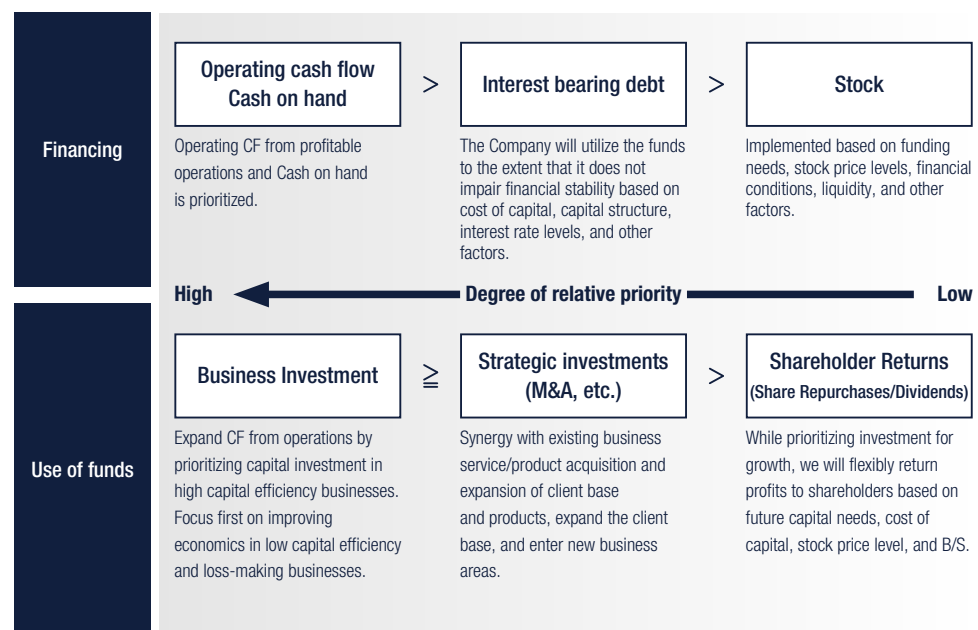 Financing
Operating cash flow
Cash on hand
>
Interest bearing debt
>
Stock
Operating CF from profitable
operations and Cash on hand
is prioritized.
The Company will utilize the funds
to the extent that it does not
impair financial stability based on
cost of capital, capital structure,
interest rate levels, and other
factors.
Implemented based on funding
needs, stock price levels, financial
conditions, liquidity, and other
factors.
High
Degree of relative priority
Low
Use of funds
Business Investment
≧
Strategic investments
(M&A, etc.)
>
Shareholder Returns
(Share Repurchases/Dividends)
Expand CF from operations by
prioritizing capital investment in
high capital efficiency businesses.
Focus first on improving
economics in low capital efficiency
and loss-making businesses.
Synergy with existing business
service/product acquisition and
expansion of client base
and products, expand the client
base, and enter new business
areas.
While prioritizing investment for
growth, we will flexibly return
profits to shareholders based on
future capital needs, cost of
capital, stock price level, and B/S.